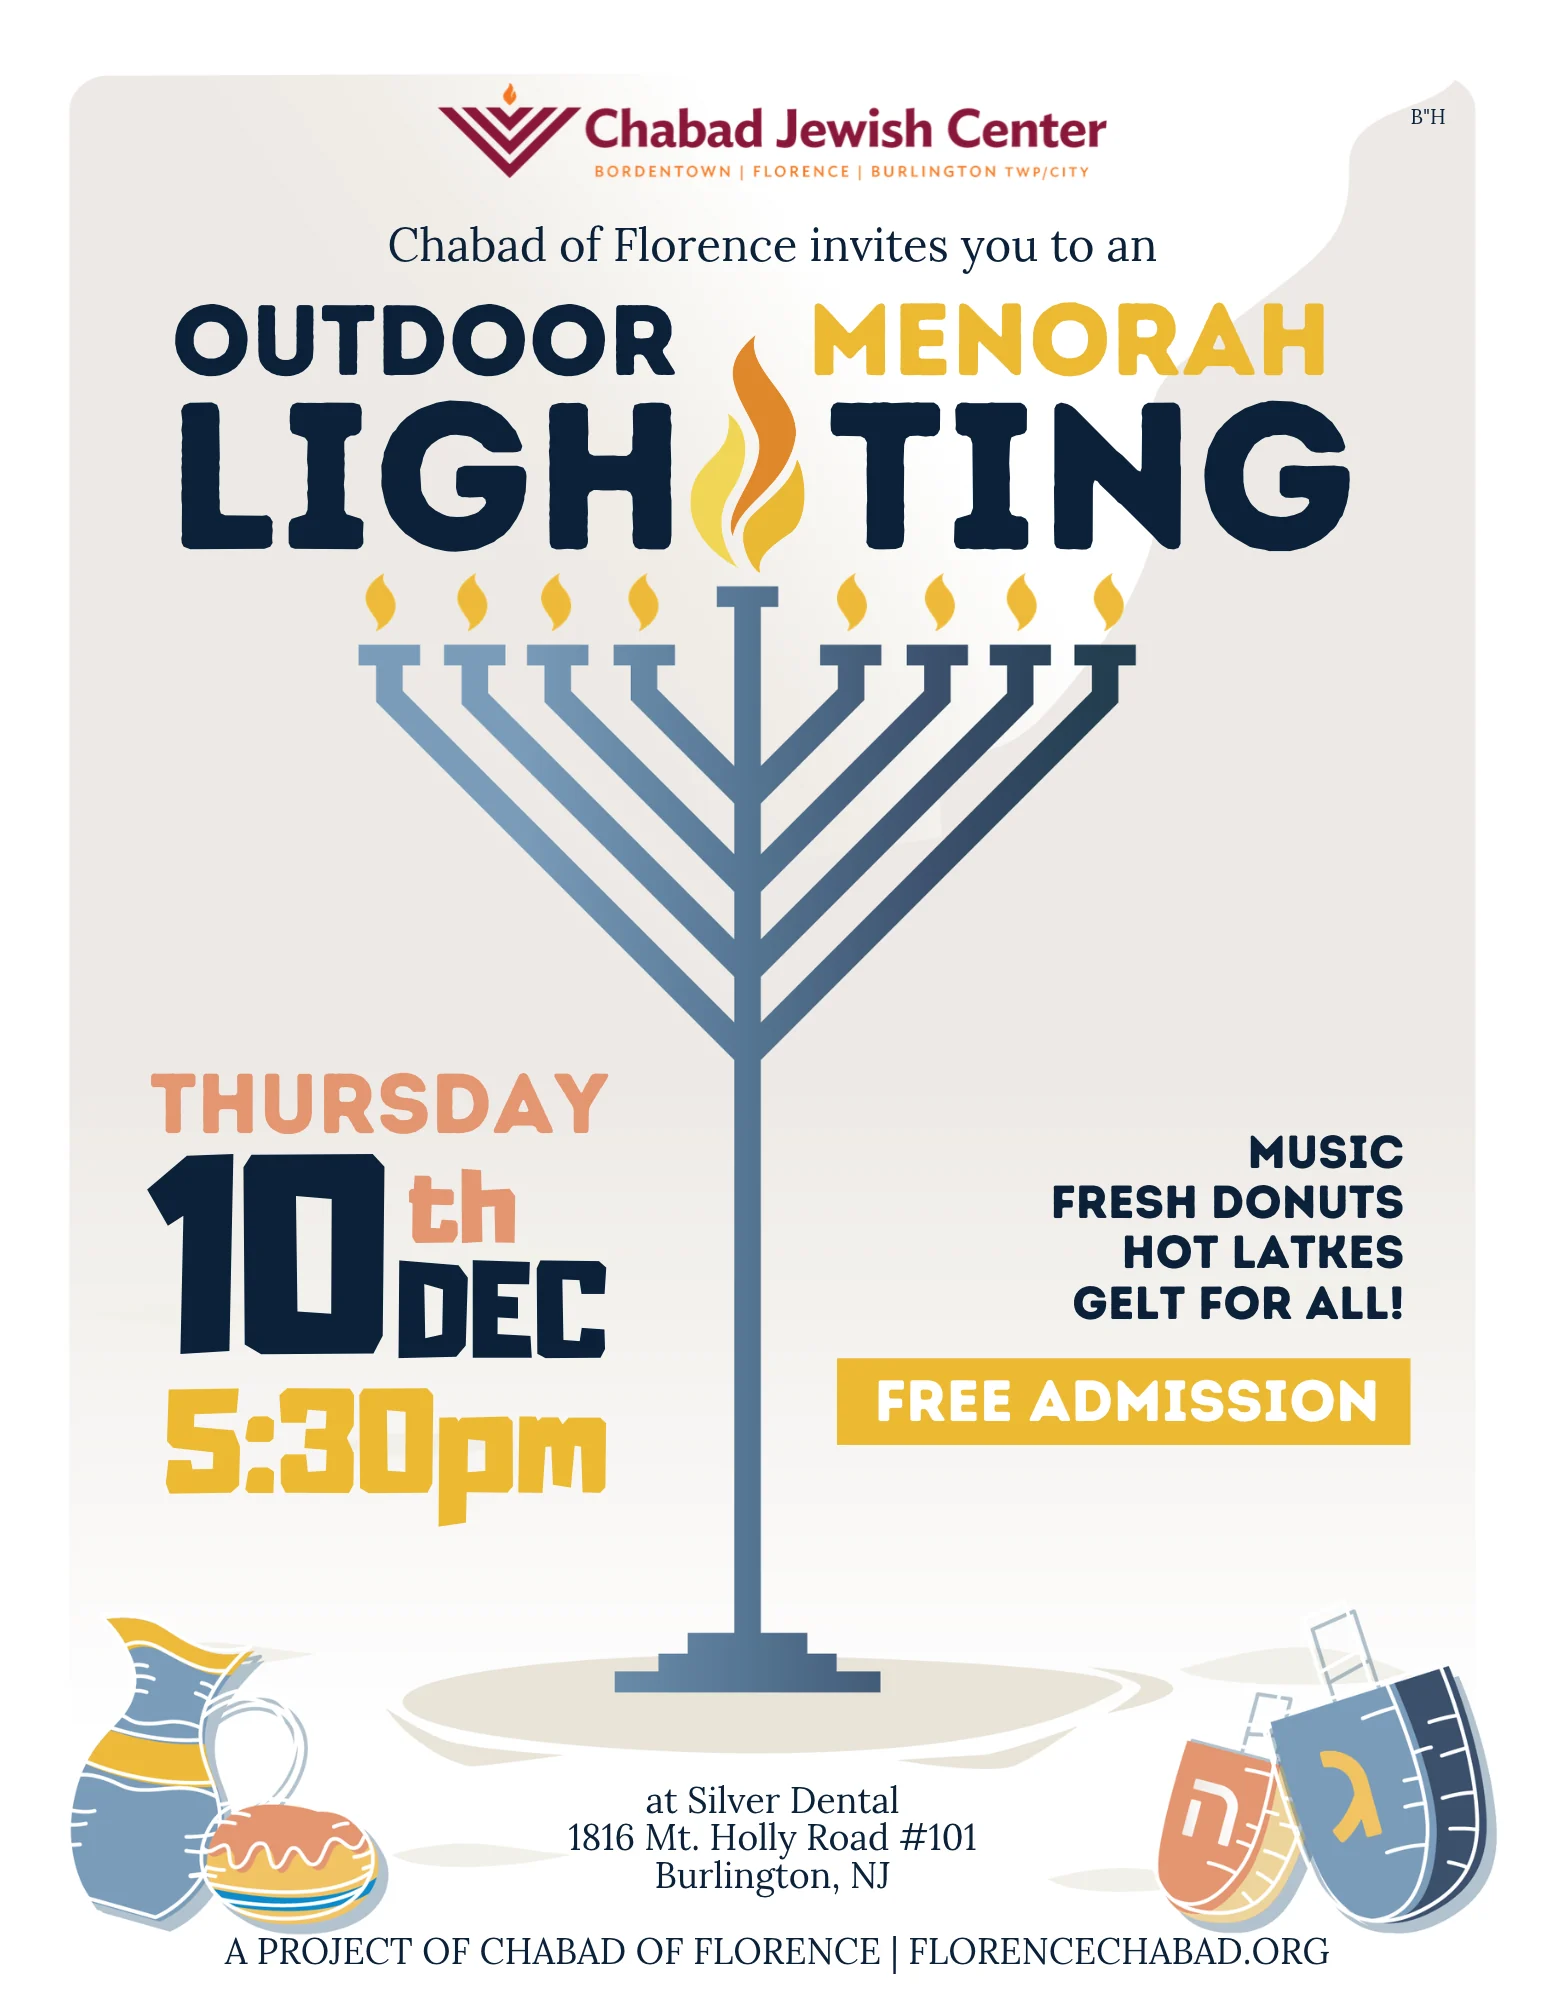 B"H
Chabad Jewish Center
BORDENTOWN | FLORENCE | BURLINGTON TWP/CITY
Chabad of Florence invites you to an
OUTDOOR MENORAH
LIGHTING
THURSDAY
10th
DEC
5:30pm
MUSIC
FRESH DONUTS
HOT LATKES
GELT FOR ALL!
FREE ADMISSION
ה
ג
at Silver Dental
1816 Mt. Holly Road #101
Burlington, NJ
A PROJECT OF CHABAD OF FLORENCE | FLORENCECHABAD.ORG